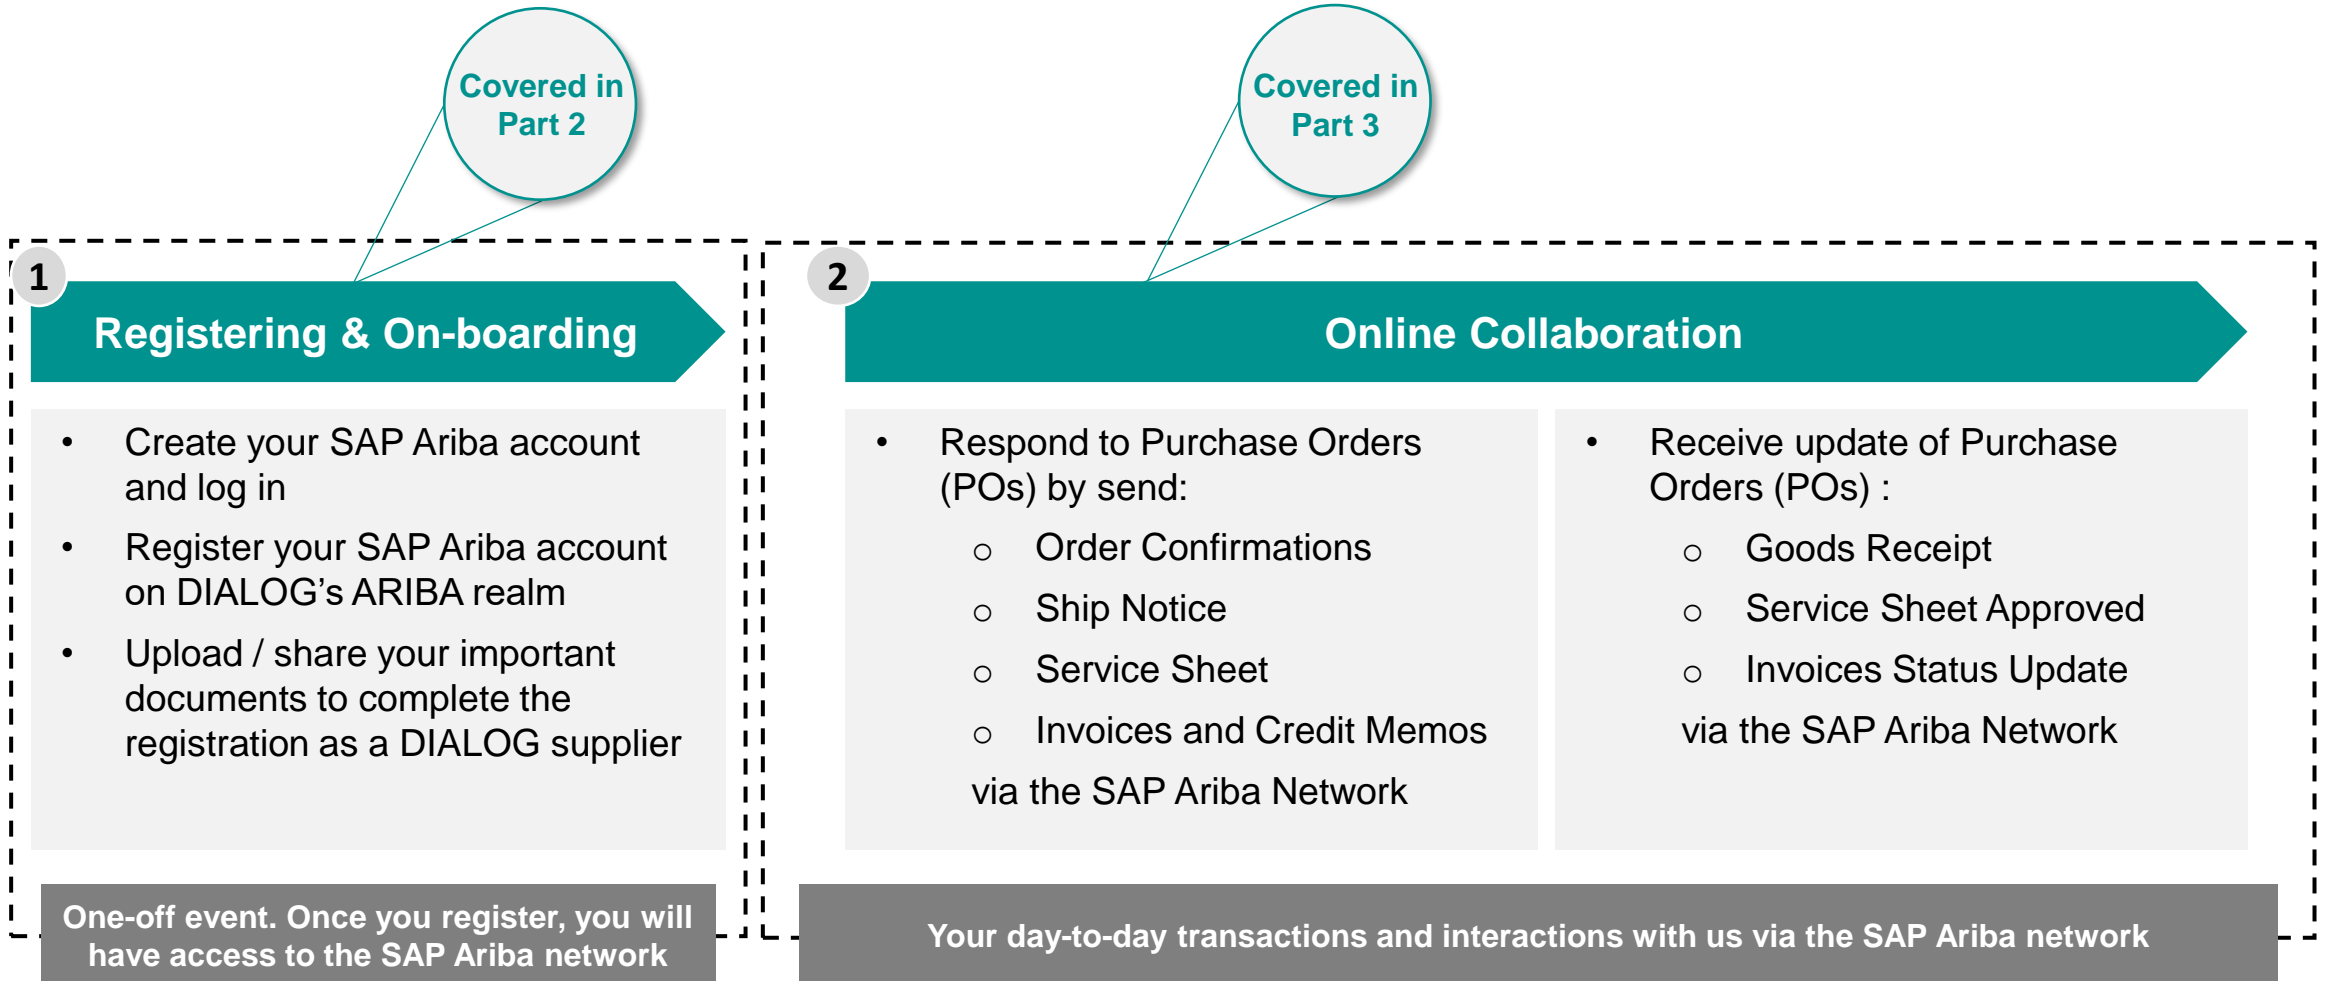 Covered in
Part 2
Covered in
Part 3
1
Registering & On-boarding
• Create your SAP Ariba account
and log in
• Register your SAP Ariba account
on DIALOG’s ARIBA realm
• Upload / share your important
documents to complete the
registration as a DIALOG supplier
One-off event. Once you register, you will
have access to the SAP Ariba network
2
Online Collaboration
• Respond to Purchase Orders
(POs) by send:
o Order Confirmations
o Ship Notice
o Service Sheet
o Invoices and Credit Memos
via the SAP Ariba Network
• Receive update of Purchase
Orders (POs) :
o Goods Receipt
o Service Sheet Approved
o Invoices Status Update
via the SAP Ariba Network
Your day-to-day transactions and interactions with us via the SAP Ariba network